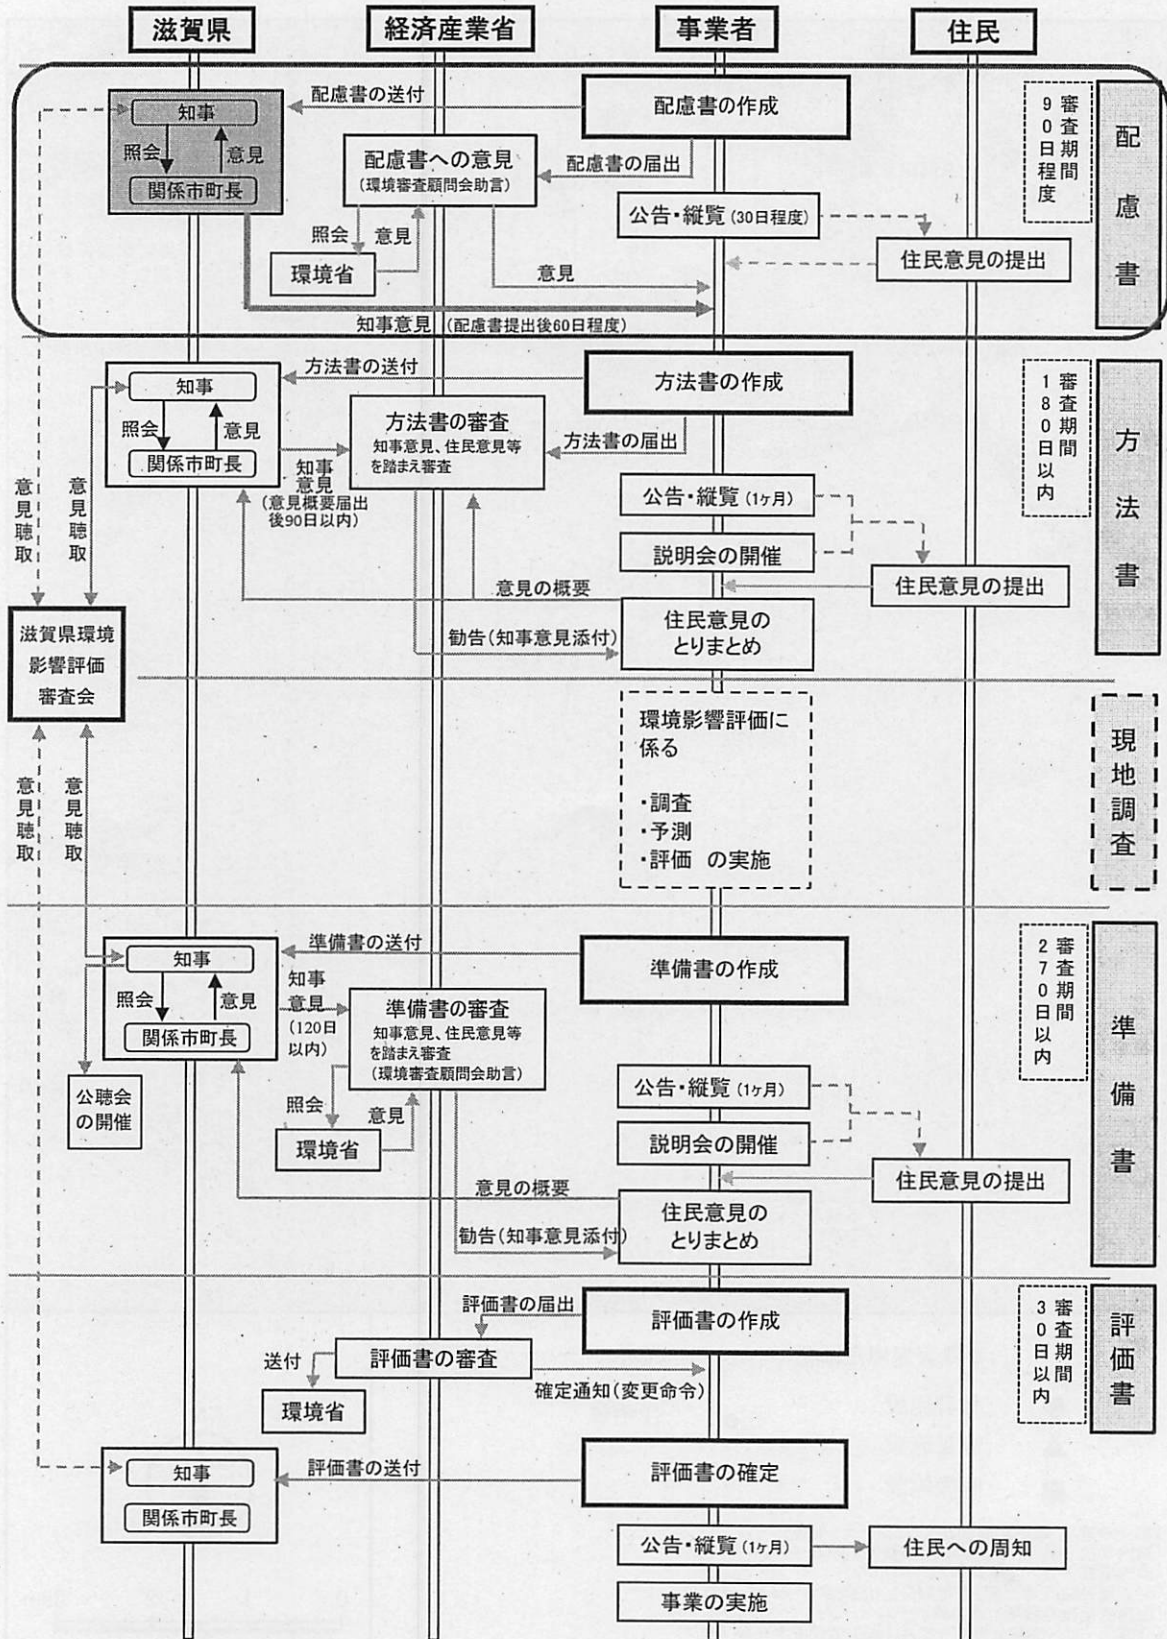 滋賀県
経済産業省
事業者
住民
配慮書
審査期間
90日程度
配慮書の作成
配慮書の送付
知事
照会
意見
関係市町長
配慮書への意見
(環境審査顧問会助言)
配慮書の届出
公告・縦覧(30日程度)
照会
意見
環境省
住民意見の提出
意見
知事意見 (配慮書提出後60日程度)
方法書
審査期間
180日以内
方法書の作成
方法書の送付
知事
照会
意見
関係市町長
方法書の審査
知事意見、住民意見等
を踏まえ審査
方法書の届出
知事
意見
(意見概要届出
後90日以内)
公告・縦覧(1ヶ月)
説明会の開催
住民意見の提出
意見の概要
住民意見の
とりまとめ
勧告(知事意見添付)
意見聴取
意見聴取
滋賀県環境
影響評価
審査会
現地調査
環境影響評価に
係る
・調査
・予測
・評価 の実施
意見聴取
意見聴取
準備書
審査期間
270日以内
準備書の作成
準備書の送付
知事
照会
意見
関係市町長
知事
意見
(120日
以内)
準備書の審査
知事意見、住民意見等
を踏まえ審査
(環境審査顧問会助言)
公聴会
の開催
照会
意見
環境省
公告・縦覧(1ヶ月)
説明会の開催
住民意見の提出
意見の概要
住民意見の
とりまとめ
勧告(知事意見添付)
評価書
審査期間
30日以内
評価書の作成
評価書の届出
評価書の審査
送付
環境省
確定通知(変更命令)
評価書の確定
評価書の送付
知事
関係市町長
公告・縦覧(1ヶ月)
住民への周知
事業の実施